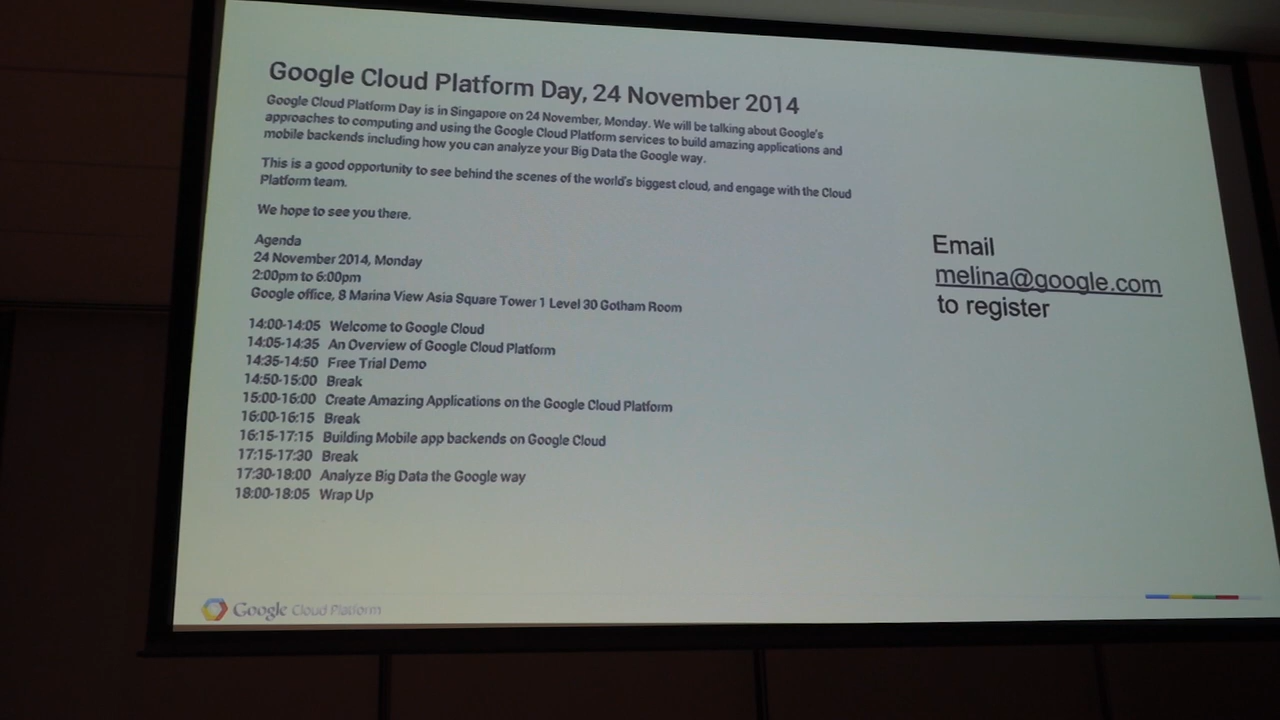 Google Cloud Platform Day, 24 November 2014
Google Cloud Platform Day is in Singapore on 24 November, Monday. We will be talking about Google's
approaches to computing and using the Google Cloud Platform services to build amazing applications and
mobile backends including how you can analyze your Big Data the Google way.
This is a good opportunity to see behind the scenes of the world's biggest cloud, and engage with the Cloud
Platform team.
We hope to see you there.
Agenda
24 November 2014, Monday
2:00pm to 6:00pm
Google office, 8 Marina View Asia Square Tower 1 Level 30 Gotham Room
14:00-14:05 Welcome to Google Cloud
14:05-14:35 An Overview of Google Cloud Platform
14:35-14:50 Free Trial Demo
14:50-15:00 Break
15:00-16:00 Create Amazing Applications on the Google Cloud Platform
16:00-16:15 Break
16:15-17:15 Building Mobile app backends on Google Cloud
17:15-17:30 Break
17:30-18:00 Analyze Big Data the Google way
18:00-18:05 Wrap Up
Email
melina@google.com
to register
Google Cloud Platform